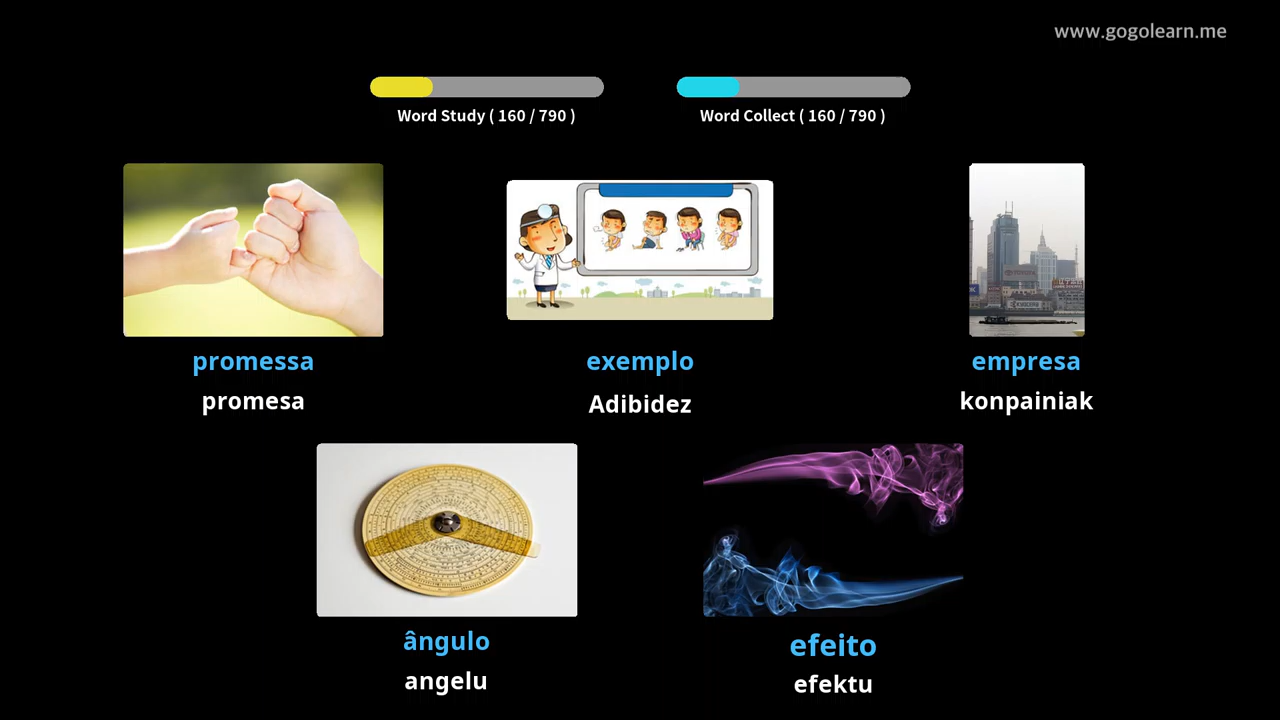 www.gogolearn.me
Word Study ( 160 / 790 )
Word Collect ( 160 / 790 )
promessa
promesa
exemplo
Adibidez
empresa
konpainiak
TOYOTA
ângulo
angelu
efeito
efektu